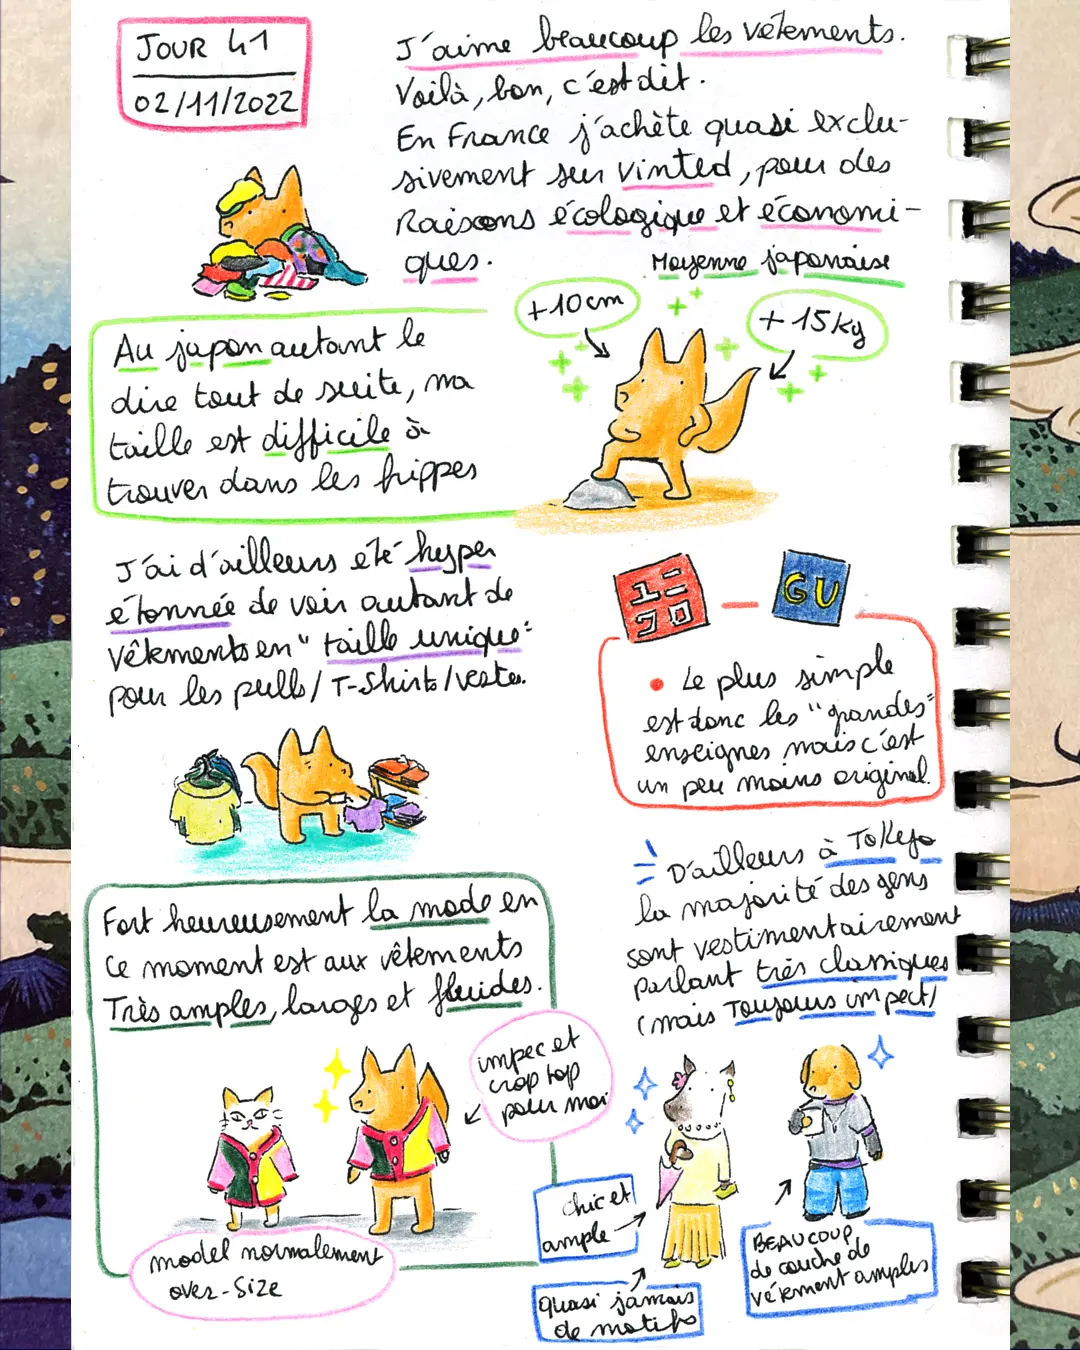 JOUR 41
02/11/2022
J'aime beaucoup les vêtements.
Voilà, bon, c'est dit.
En France j'achète quasi exclu-
sivement sur vinted, pour des
Raisons écologique et économi-
ques.
Moyenne japonaise
+10cm
+15kg
Au japon autant le
dire tout de suite, ma
taille est difficile à
trouver dans les frippes
J'ai d'ailleurs été hyper
étonnée de voir autant de
vêtements en "taille unique"
pour les pulls/T-Shirts/vestes.
GU
• Le plus simple
est donc les "grandes"
enseignes mais c'est
un peu moins original.
Fort heureusement la mode en
ce moment est aux vêtements
Très amples, larges et fluides.
impec et
crop top
pour moi
model normalement
over-size
D'ailleurs à Tokyo
la majorité des gens
sont vestimentairement
parlant très classiques
(mais Toujours impect)
chic et
ample
quasi jamais
de motifs
BEAUCOUP
de couche de
vêtement amples